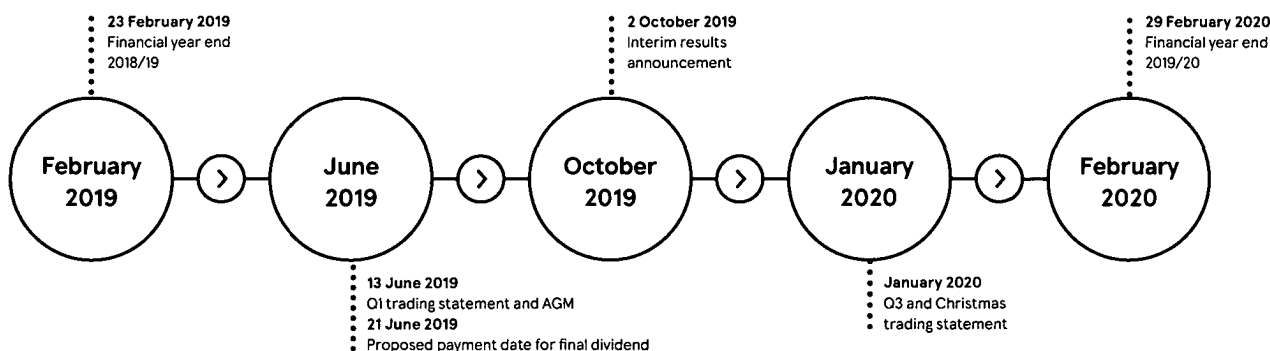 23 February 2019
Financial year end
2018/19
2 October 2019
Interim results
announcement
29 February 2020
Financial year end
2019/20
February
2019
June
2019
October
2019
January
2020
February
2020
13 June 2019
Q1 trading statement and AGM
21 June 2019
Proposed payment date for final dividend
January 2020
Q3 and Christmas
trading statement